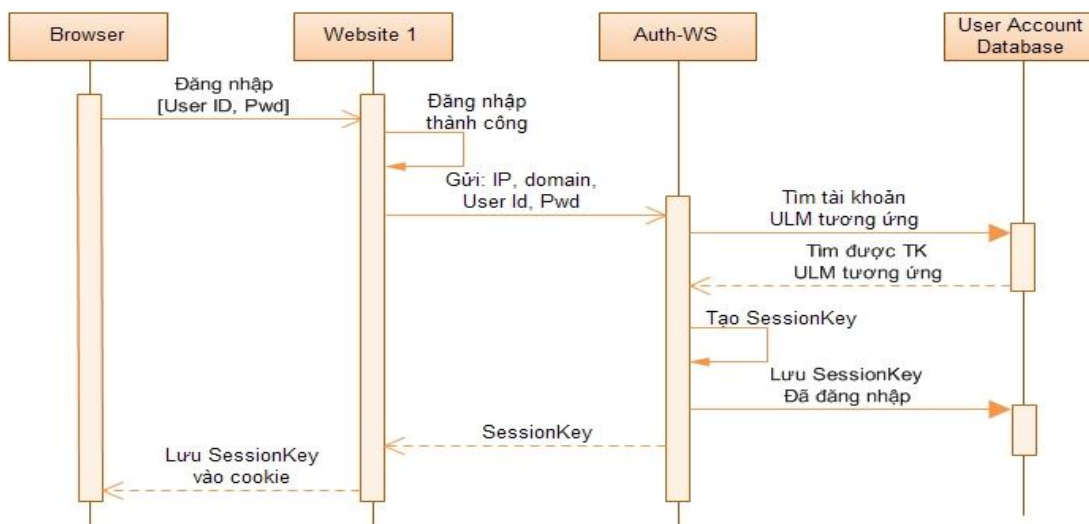 Browser
Website 1
Auth-WS
User Account
Database
Đăng nhập
[User ID, Pwd]
Đăng nhập
thành công
Gửi: IP, domain,
User Id, Pwd
Tìm tài khoản
ULM tương ứng
Tìm được TK
ULM tương ứng
Tạo SessionKey
Lưu SessionKey
Đã đăng nhập
SessionKey
Lưu SessionKey
vào cookie